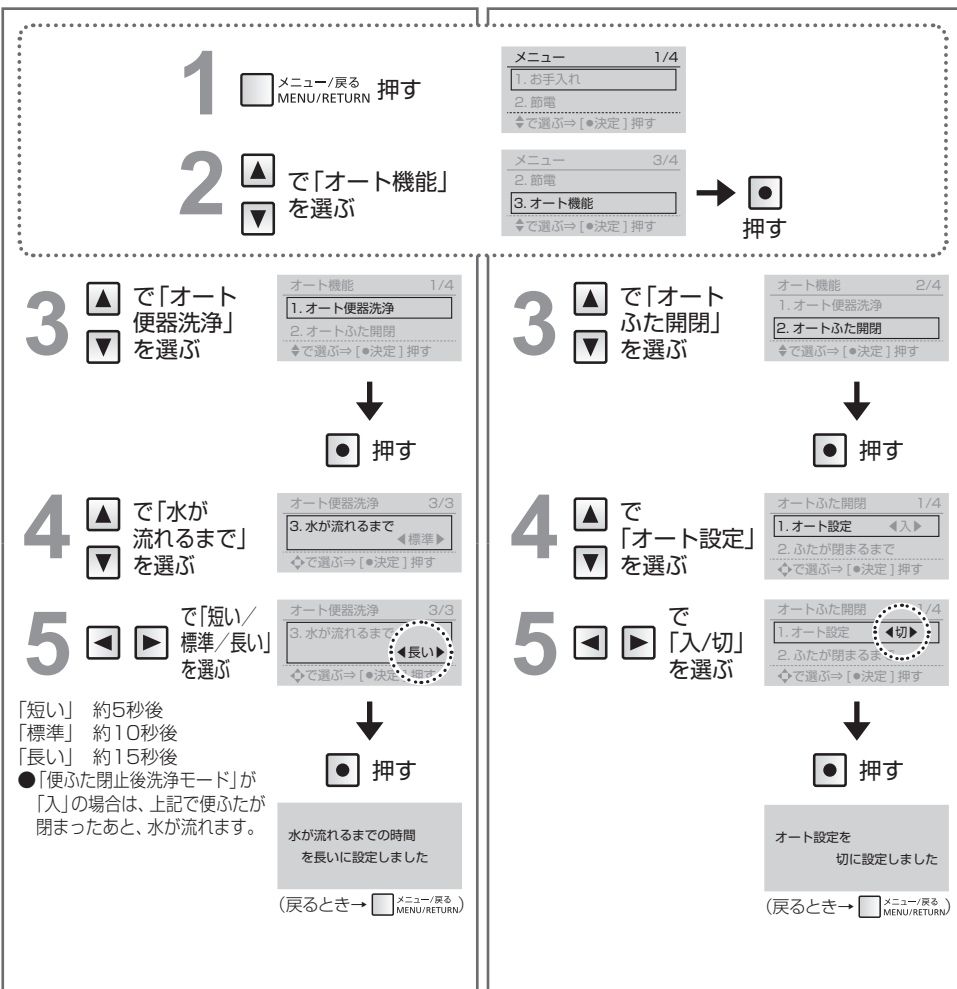 1
メニュー/戻る
MENU/RETURN
押す
メニュー 1/4
1. お手入れ
2. 節電
で選ぶ⇒[●決定]押す
2
▲
▼
で「オート機能」
を選ぶ
メニュー 3/4
2. 節電
3. オート機能
で選ぶ⇒[●決定]押す
押す
3
▲
▼
で「オート
便器洗浄」
を選ぶ
オート機能 1/4
1. オート便器洗浄
2. オートふた開閉
で選ぶ⇒[●決定]押す
押す
4
▲
▼
で「水が
流れるまで」
を選ぶ
オート便器洗浄 3/3
3. 水が流れるまで
◀標準▶
で選ぶ⇒[●決定]押す
5
◀ ▶
で「短い/
標準/長い」
を選ぶ
オート便器洗浄 3/3
3. 水が流れるまで
◀長い▶
で選ぶ⇒[●決定]押す
「短い」 約5秒後
「標準」 約10秒後
「長い」 約15秒後
●「便ふた閉止後洗浄モード」が
「入」の場合は、上記で便ふたが
閉まったあと、水が流れます。
押す
水が流れるまでの時間
を長いに設定しました
(戻るとき→ メニュー/戻る
MENU/RETURN)
3
▲
▼
で「オート
ふた開閉」
を選ぶ
オート機能 2/4
1. オート便器洗浄
2. オートふた開閉
で選ぶ⇒[●決定]押す
押す
4
▲
▼
で
「オート設定」
を選ぶ
オートふた開閉 1/4
1. オート設定 ◀入▶
2. ふたが閉まるまで
で選ぶ⇒[●決定]押す
5
◀ ▶
で
「入/切」
を選ぶ
オートふた開閉 1/4
1. オート設定 ◀切▶
2. ふたが閉まるまで
で選ぶ⇒[●決定]押す
押す
オート設定を
切に設定しました
(戻るとき→ メニュー/戻る
MENU/RETURN)